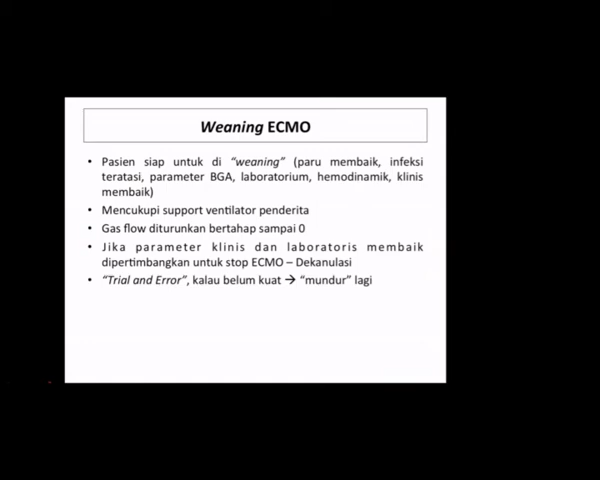 Weaning ECMO
• Pasien siap untuk di “weaning” (paru membaik, infeksi
teratasi, parameter BGA, laboratorium, hemodinamik, klinis
membaik)
• Mencukupi support ventilator penderita
• Gas flow diturunkan bertahap sampai 0
• Jika parameter klinis dan laboratoris membaik
dipertimbangkan untuk stop ECMO – Dekanulasi
• “Trial and Error”, kalau belum kuat → “mundur” lagi